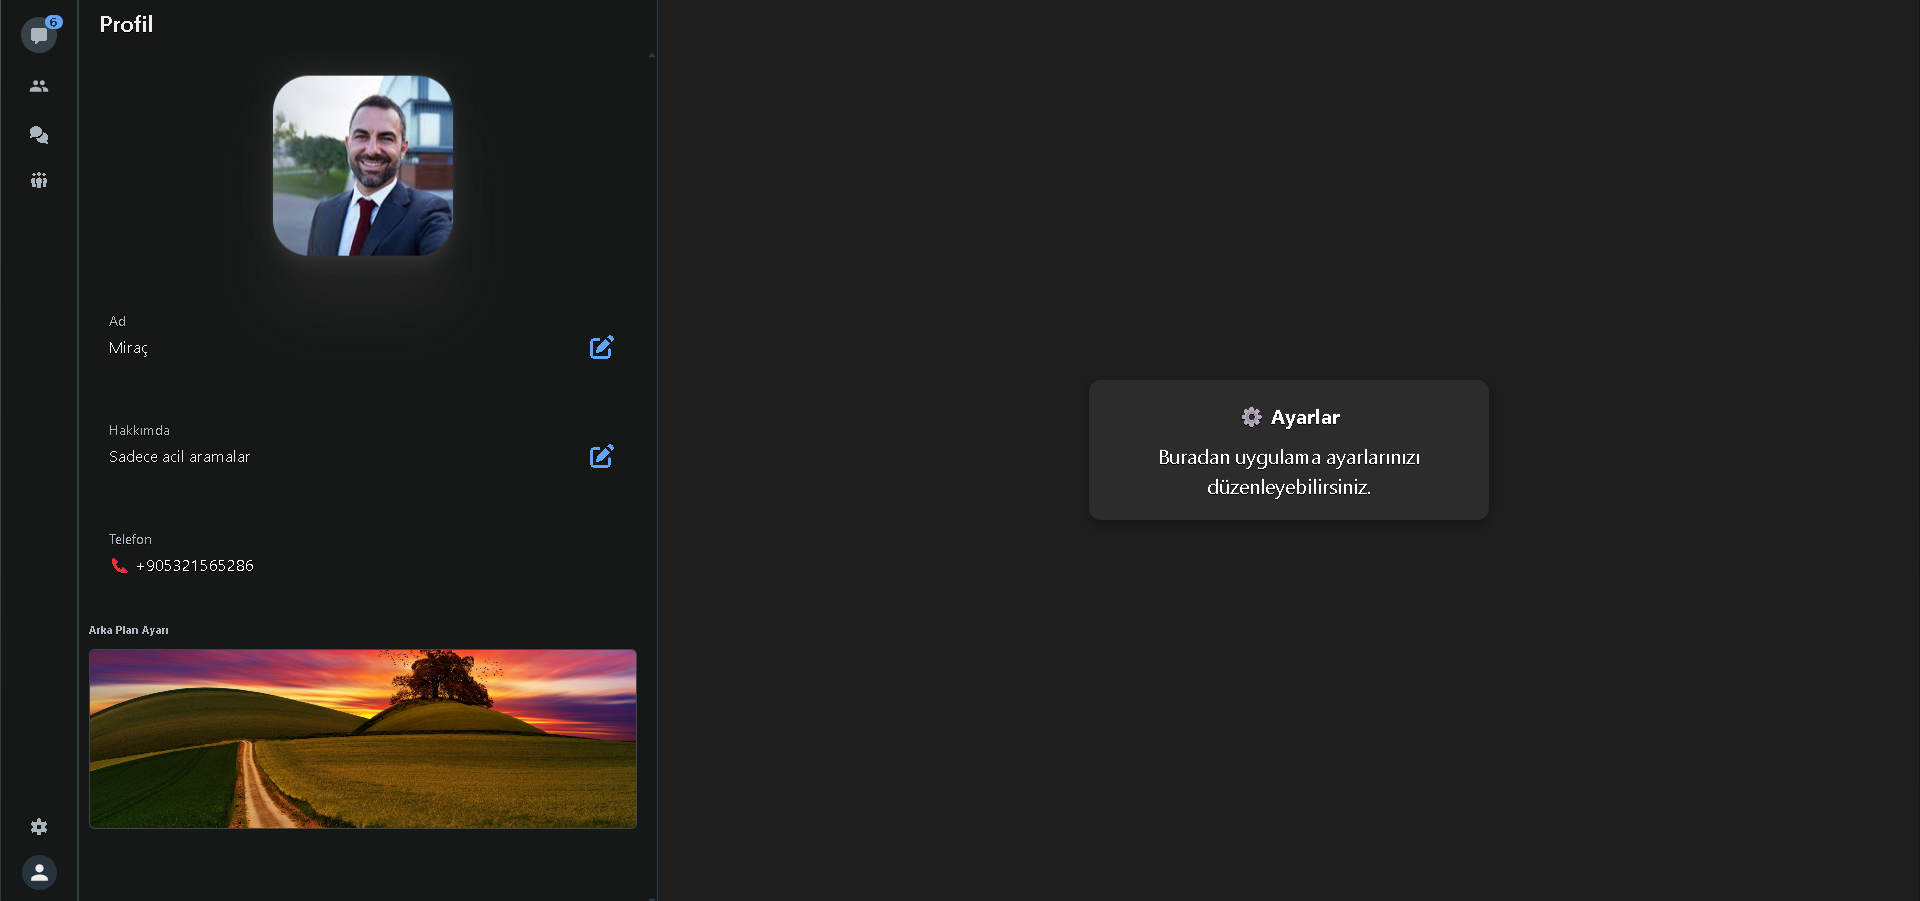 6
Profil
Ad
Miraç
Hakkımda
Sadece acil aramalar
Telefon
+905321565286
Arka Plan Ayarı
Ayarlar
Buradan uygulama ayarlarınızı
düzenleyebilirsiniz.